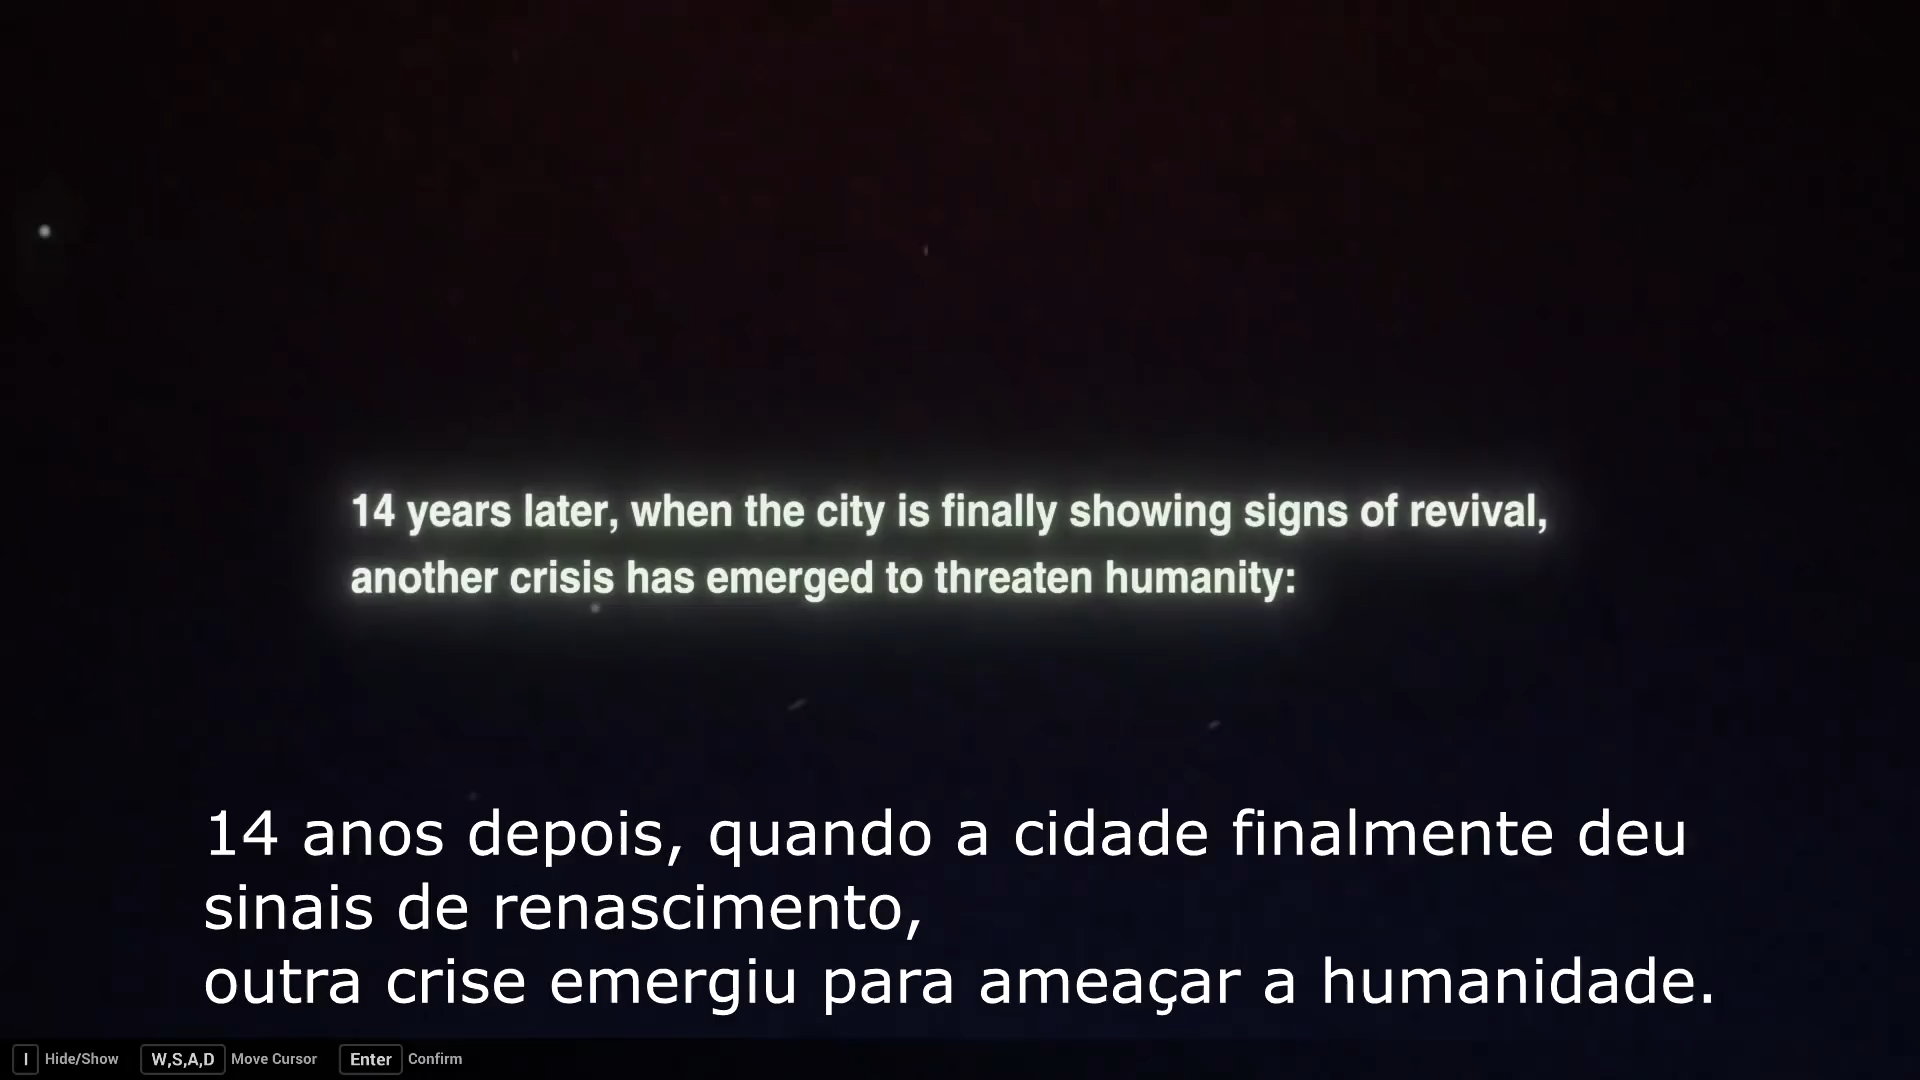 14 years later, when the city is finally showing signs of revival,
another crisis has emerged to threaten humanity:
14 anos depois, quando a cidade finalmente deu
sinais de renascimento,
outra crise emergiu para ameaçar a humanidade.
I Hide/Show W,S,A,D Move Cursor Enter Confirm